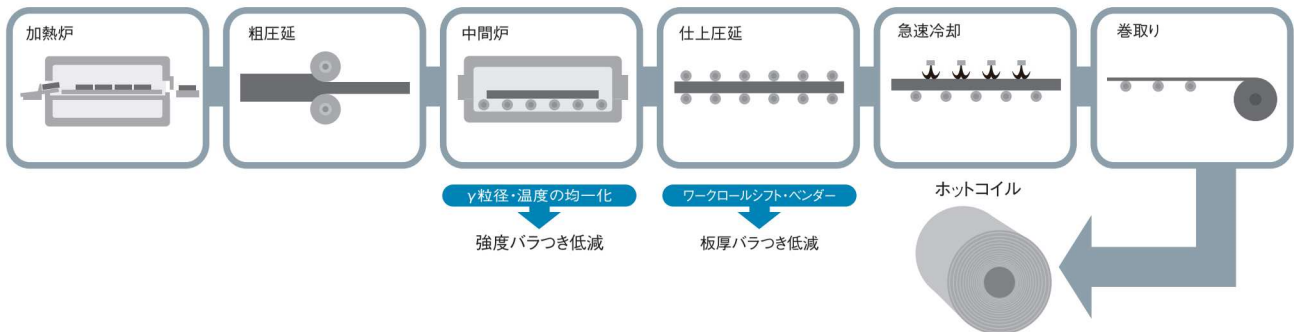 加熱炉
粗圧延
中間炉
仕上圧延
急速冷却
巻取り
γ粒径・温度の均一化
ワークロールシフト・ベンダー
強度バラつき低減
板厚バラつき低減
ホットコイル